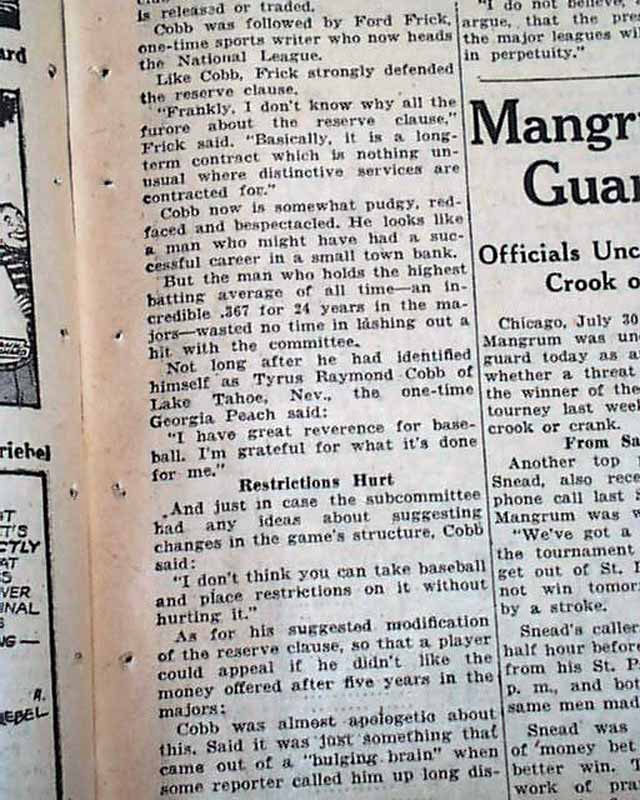 is released or traded.
Cobb was followed by Ford Frick,
one-time sports writer who now heads
the National League.
Like Cobb, Frick strongly defended
the reserve clause.
"Frankly, I don't know why all the
furore about the reserve clause,"
Frick said. "Basically, it is a long-
term contract which is nothing un-
usual where distinctive services are
contracted for."
Cobb now is somewhat pudgy, red-
faced and bespectacled. He looks like
a man who might have had a suc-
cessful career in a small town bank.
But the man who holds the highest
batting average of all time—an in-
credible .367 for 24 years in the ma-
jors—wasted no time in lashing out a
hit with the committee.
Not long after he had identified
himself as Tyrus Raymond Cobb of
Lake Tahoe, Nev., the one-time
Georgia Peach said:
"I have great reverence for base-
ball. I'm grateful for what it's done
for me."
Restrictions Hurt
And just in case the subcommittee
had any ideas about suggesting
changes in the game's structure, Cobb
said:
"I don't think you can take baseball
and place restrictions on it without
hurting it."
As for his suggested modification
of the reserve clause, so that a player
could appeal if he didn't like the
money offered after five years in the
majors:
Cobb was almost apologetic about
this. Said it was just something that
came out of a "bulging brain" when
some reporter called him up long dis-
"I do not believe,
argue, that the pre
the major leagues wil
in perpetuity."
Mangr
Guar
Officials Unc
Crook o
Chicago, July 30
Mangrum was un
guard today as a
whether a threat
the winner of the
tourney last wee
crook or crank.
From Sa
Another top
Snead, also rece
phone call last S
Mangrum was w
"We've got a
the tournament
get out of St. P
not win tomor
by a stroke.
Snead's caller
half hour before
from his St. P
p. m., and bot
same men mad
Snead was
of money bet
better win. T
work of pra
ard
riebel
AT
T'S
CTLY
AT
S
VER
INAL
S
G—
A.
IEBEL